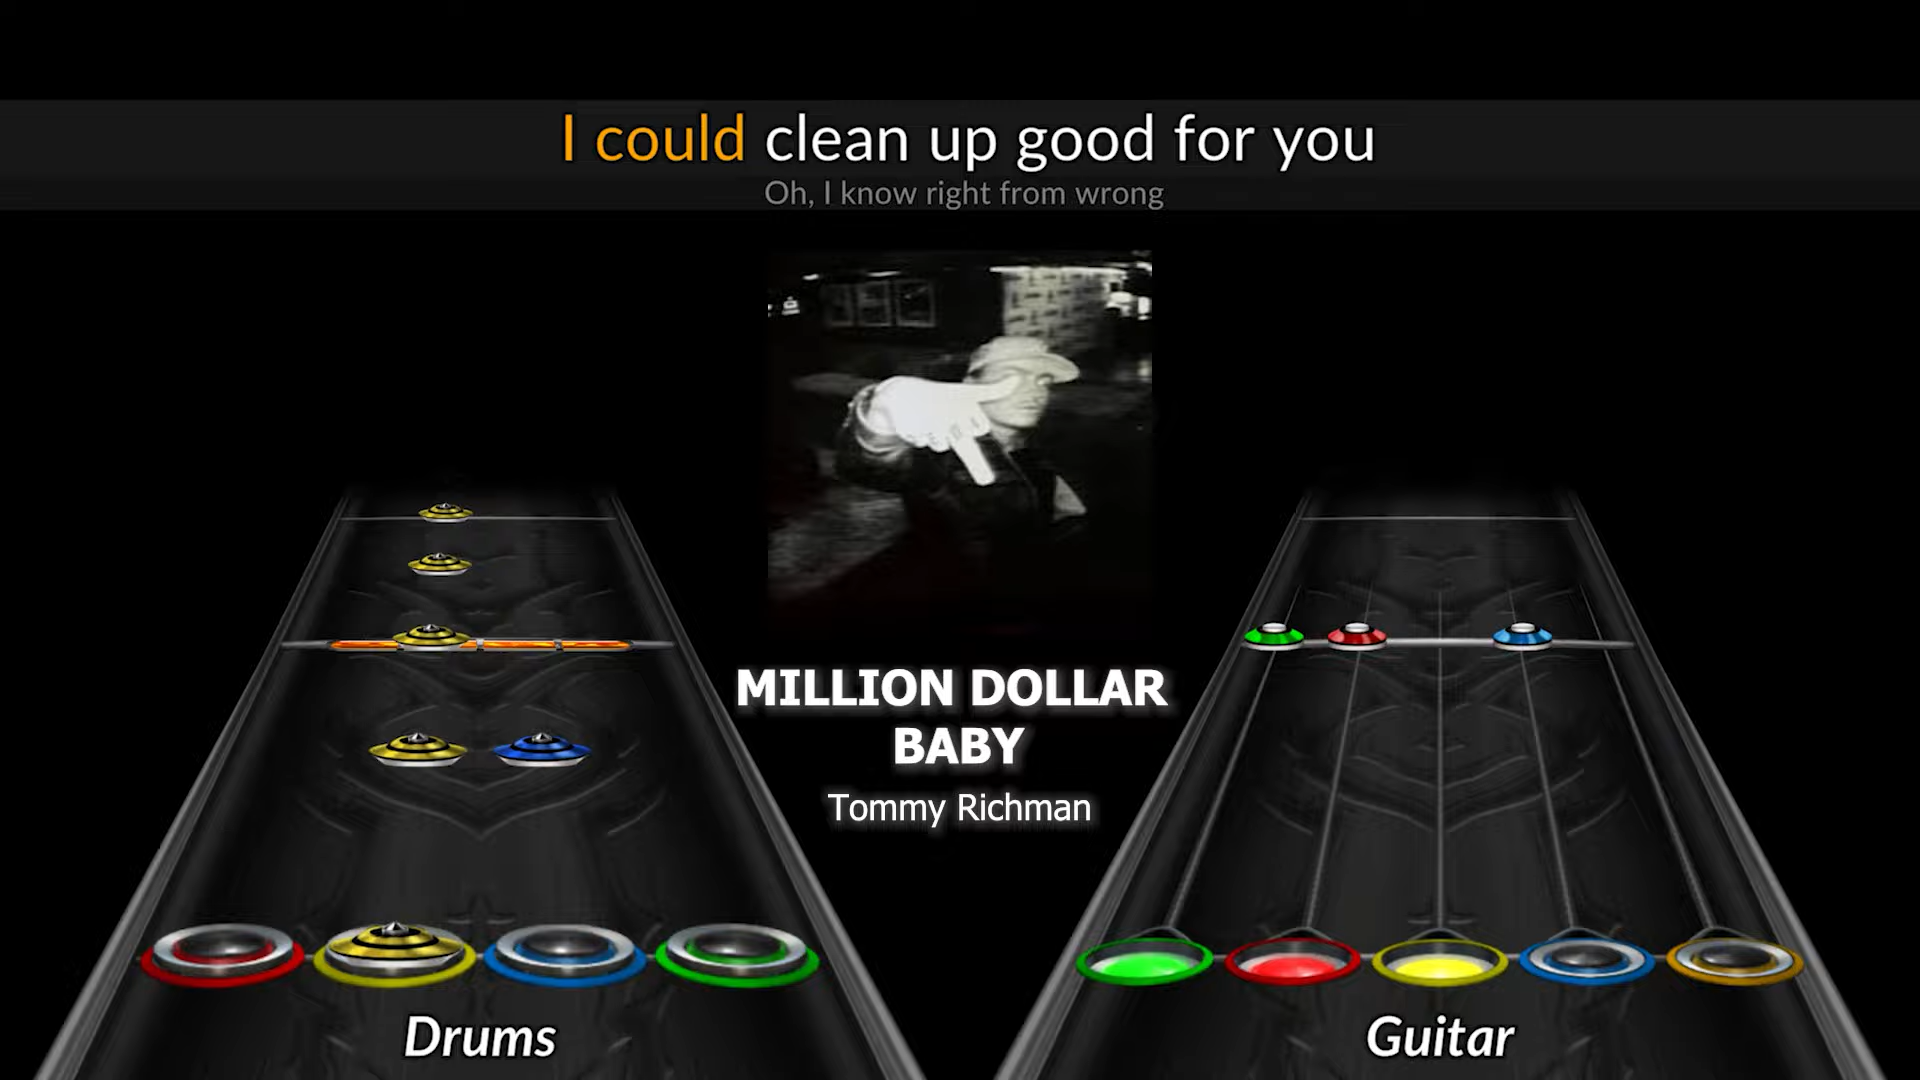 I could clean up good for you
Oh, I know right from wrong
MILLION DOLLAR
BABY
Tommy Richman
Drums
Guitar